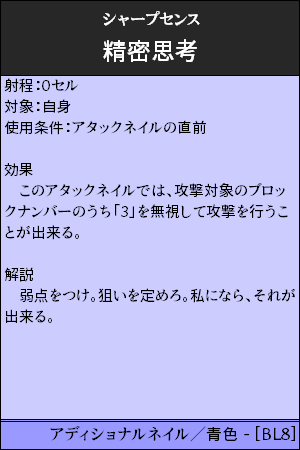 シャープセンス
精密思考
射程：0セル
対象：自身
使用条件：アタックネイルの直前
効果
　このアタックネイルでは、攻撃対象のブロ
ックナンバーのうち「3」を無視して攻撃を行うこ
とが出来る。
解説
　弱点をつけ。狙いを定めろ。私になら、それが
出来る。
アディショナルネイル／青色 - [BL8]